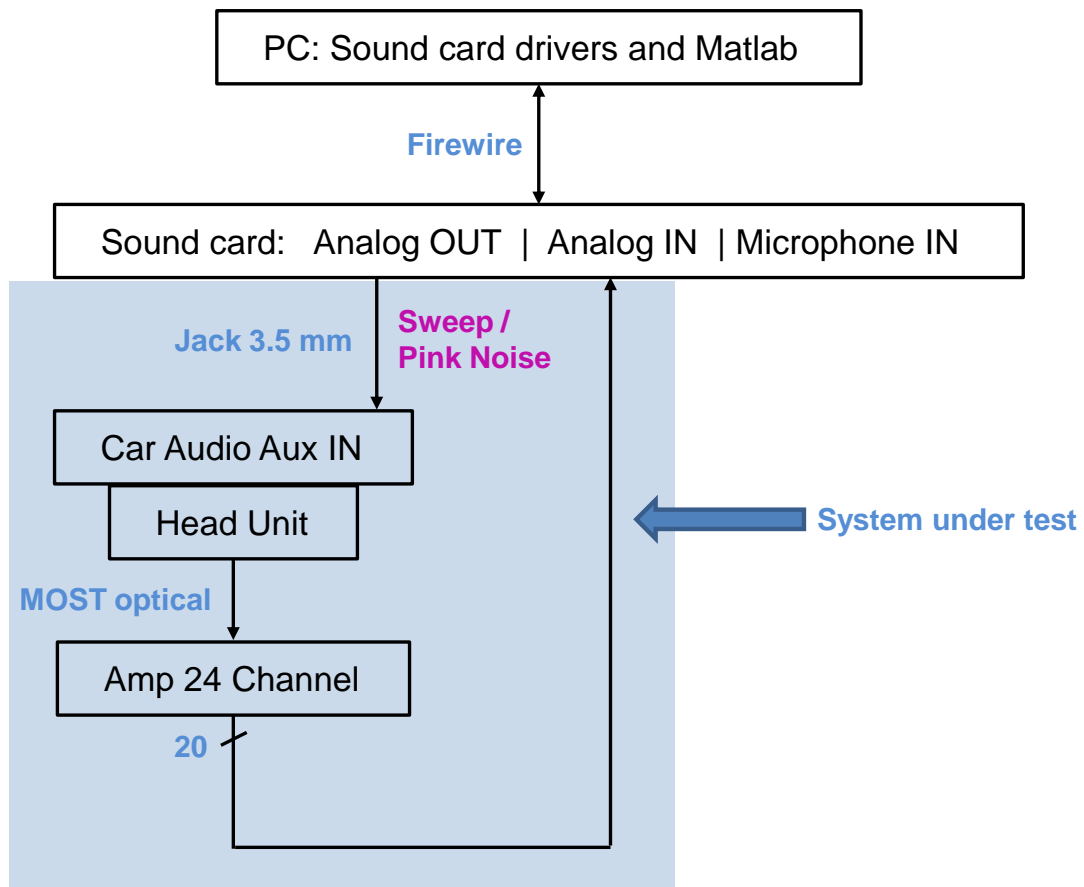 PC: Sound card drivers and Matlab
Firewire
Sound card: Analog OUT | Analog IN | Microphone IN
Jack 3.5 mm
Sweep /
Pink Noise
Car Audio Aux IN
Head Unit
System under test
MOST optical
Amp 24 Channel
20